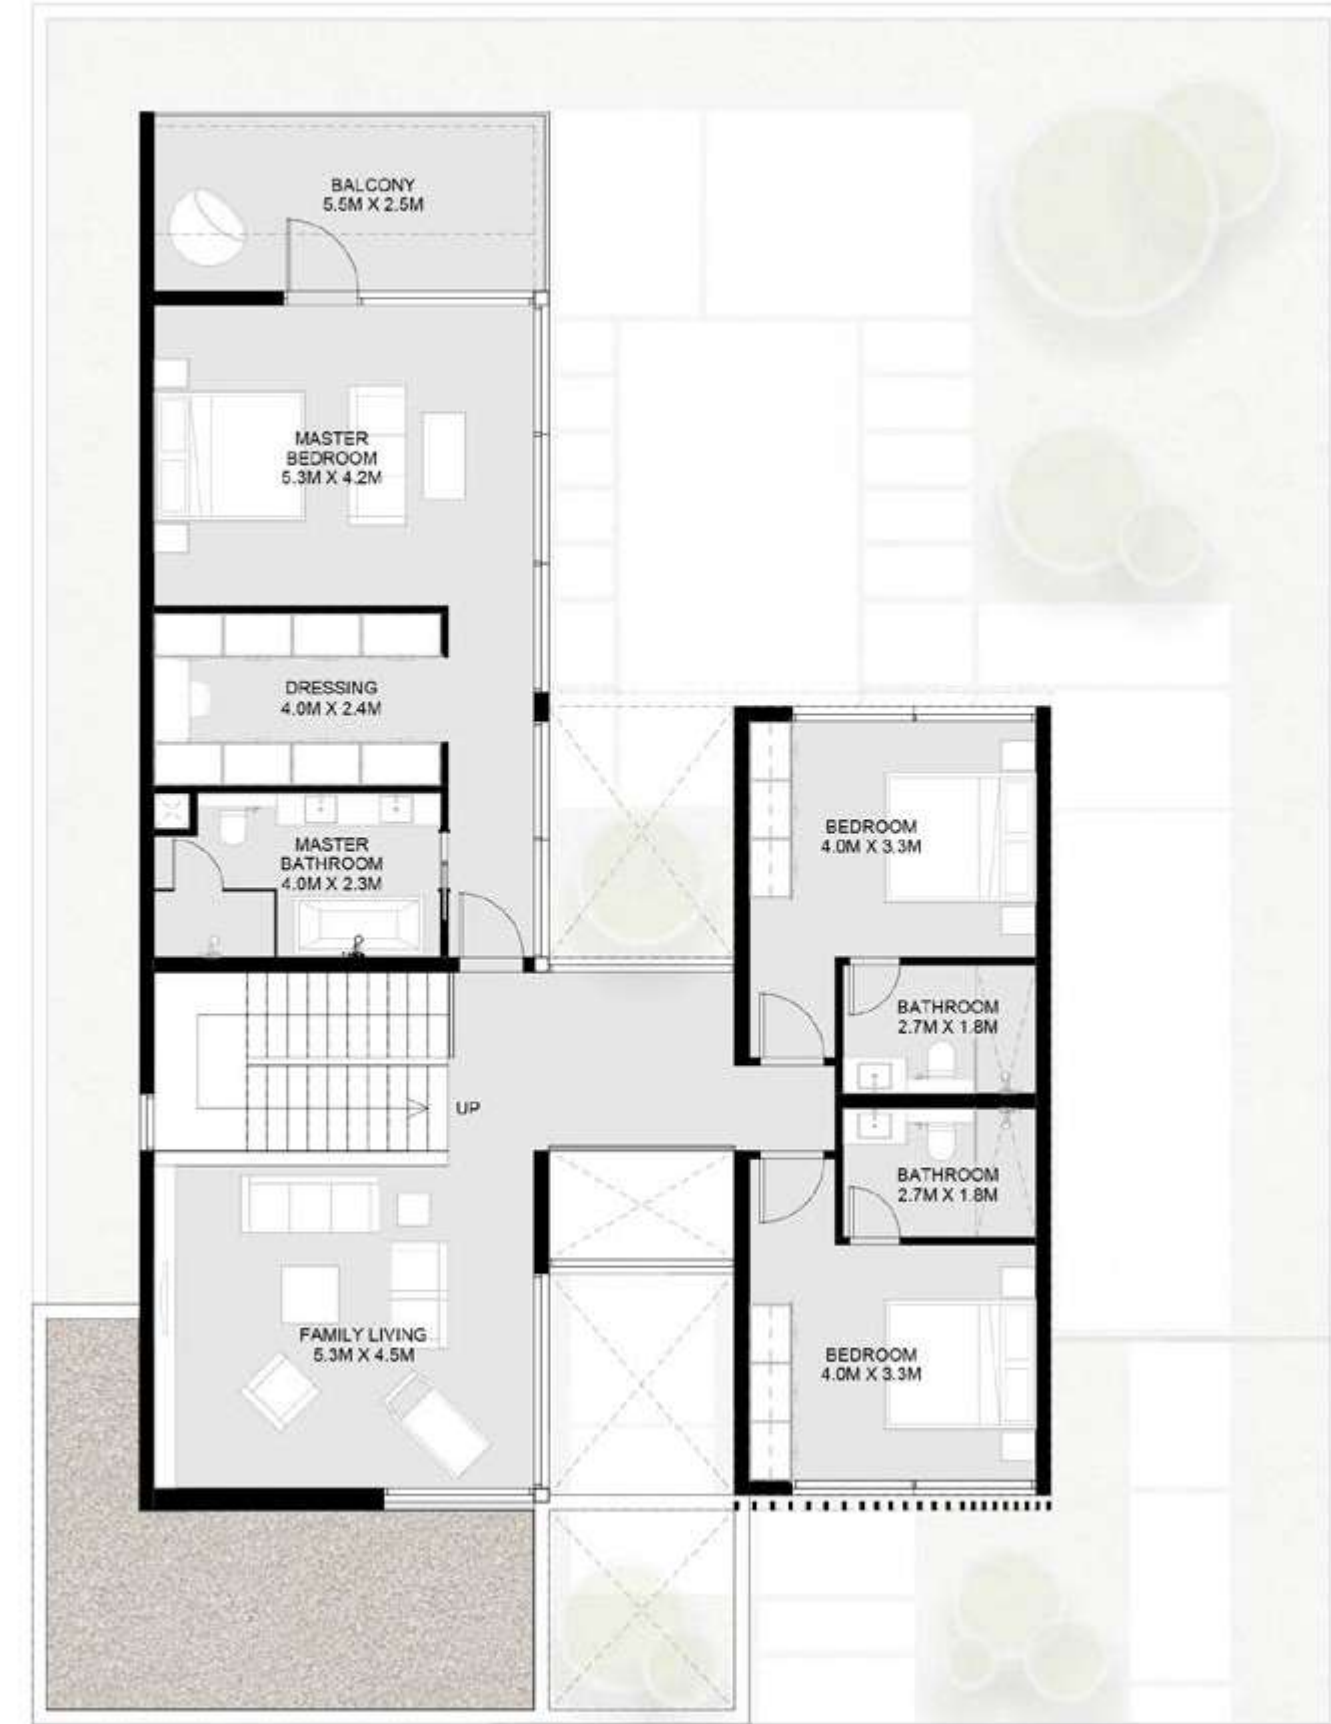 BALCONY
5.5M X 2.5M
MASTER
BEDROOM
5.3M X 4.2M
DRESSING
4.0M X 2.4M
MASTER
BATHROOM
4.0M X 2.3M
BEDROOM
4.0M X 3.3M
BATHROOM
2.7M X 1.8M
UP
BATHROOM
2.7M X 1.8M
FAMILY LIVING
5.3M X 4.5M
BEDROOM
4.0M X 3.3M